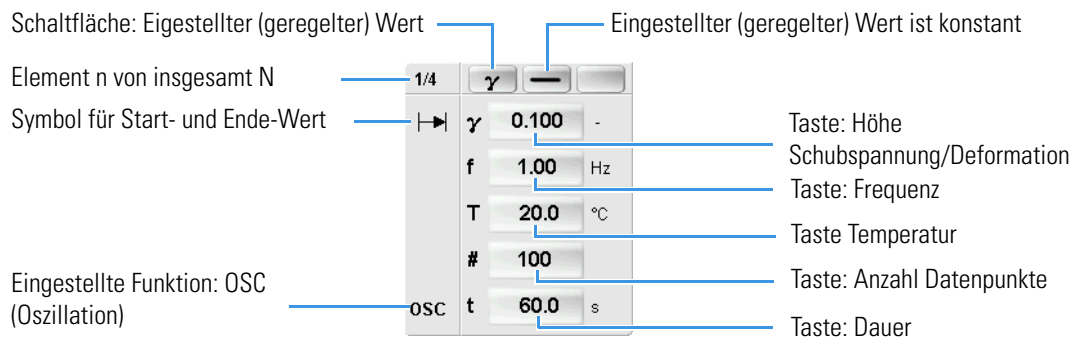 Schaltfläche: Eigestellter (geregelter) Wert
Eingestellter (geregelter) Wert ist konstant
Element n von insgesamt N
1/4
γ
Symbol für Start- und Ende-Wert
γ 0.100 -
Taste: Höhe
Schubspannung/Deformation
f 1.00 Hz
Taste: Frequenz
T 20.0 °C
Taste Temperatur
# 100
Taste: Anzahl Datenpunkte
Eingestellte Funktion: OSC
(Oszillation)
OSC t 60.0 s
Taste: Dauer